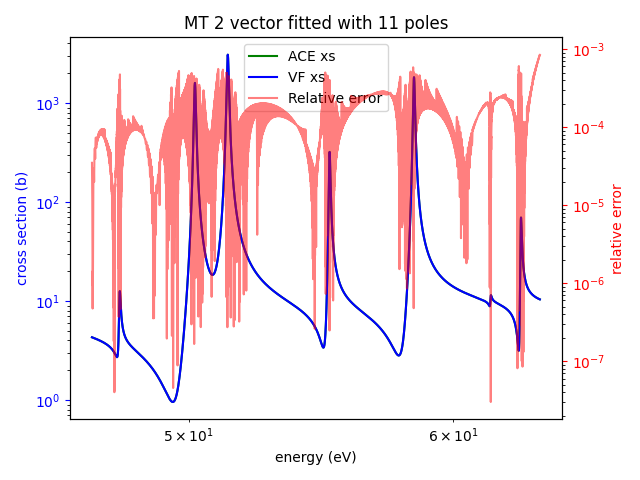 MT 2 vector fitted with 11 poles
ACE xs
VF xs
Relative error
10³
10²
10¹
10⁰
cross section (b)
10⁻³
10⁻⁴
10⁻⁵
10⁻⁶
10⁻⁷
relative error
5 × 10¹
6 × 10¹
energy (eV)